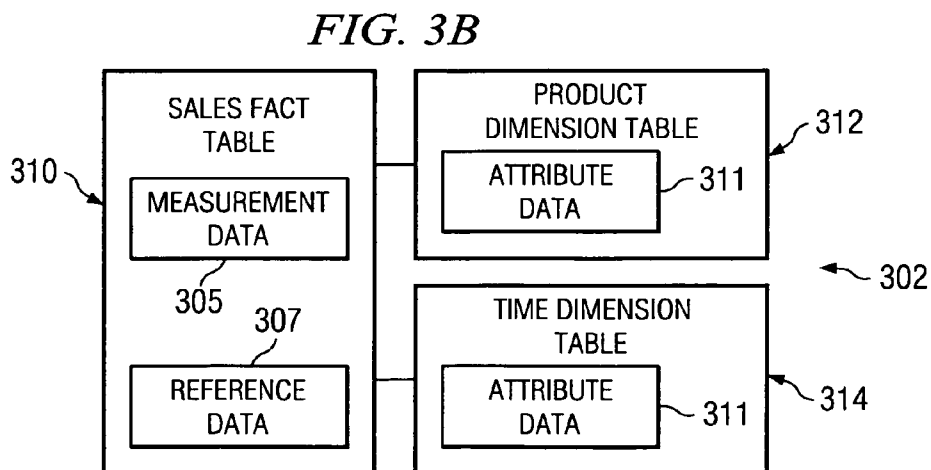 FIG. 3B
SALES FACT
TABLE
310
MEASUREMENT
DATA
305
307
REFERENCE
DATA
PRODUCT
DIMENSION TABLE
312
ATTRIBUTE
DATA
311
302
TIME DIMENSION
TABLE
ATTRIBUTE
DATA
311
314